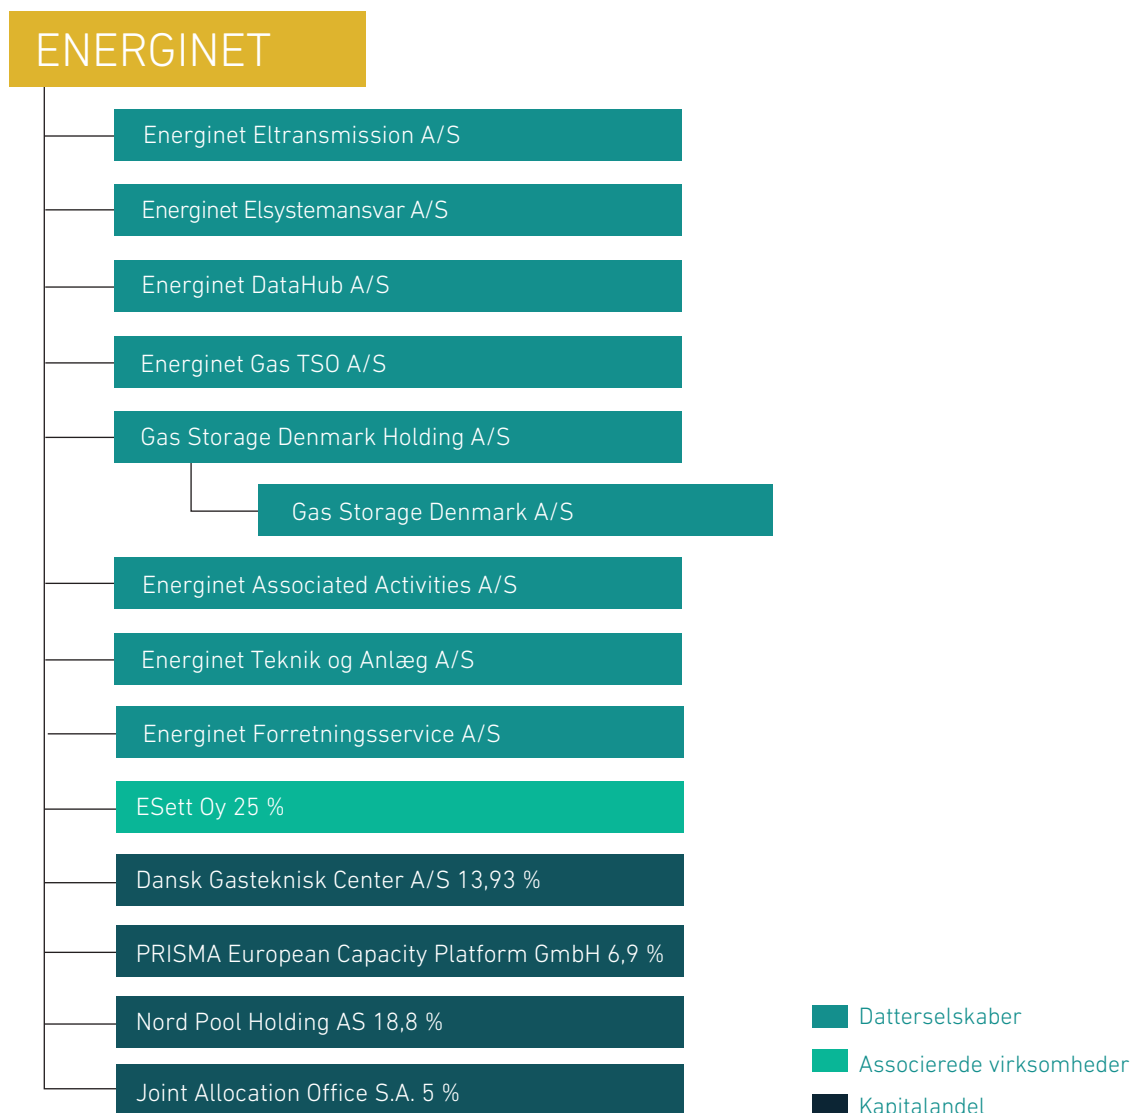 ENERGINET
Energinet Eltransmission A/S
Energinet Elsystemansvar A/S
Energinet DataHub A/S
Energinet Gas TSO A/S
Gas Storage Denmark Holding A/S
Gas Storage Denmark A/S
Energinet Associated Activities A/S
Energinet Teknik og Anlæg A/S
Energinet Forretningsservice A/S
ESett Oy 25 %
Dansk Gasteknisk Center A/S 13,93 %
PRISMA European Capacity Platform GmbH 6,9 %
Nord Pool Holding AS 18,8 %
Joint Allocation Office S.A. 5 %
Datterselskaber
Associerede virksomheder
Kapitalandel